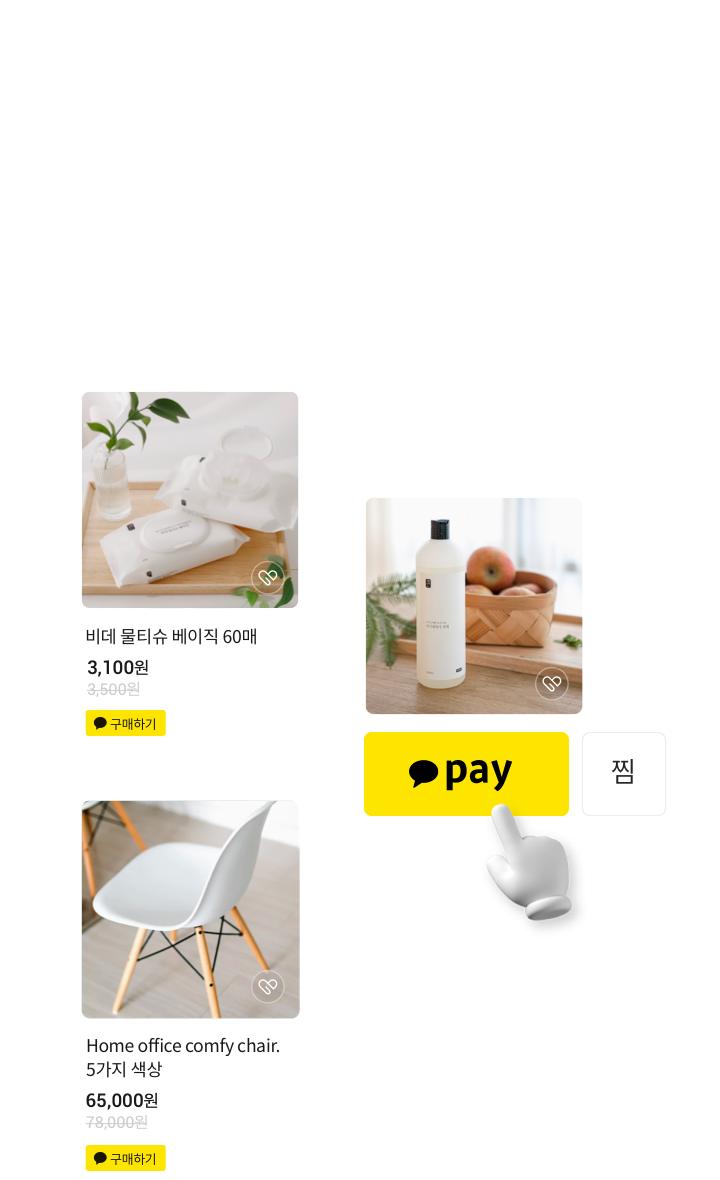 비데 물티슈 베이직 60매
3,100원
3,500원
구매하기
pay
찜
Home office comfy chair.
5가지 색상
65,000원
78,000원
구매하기